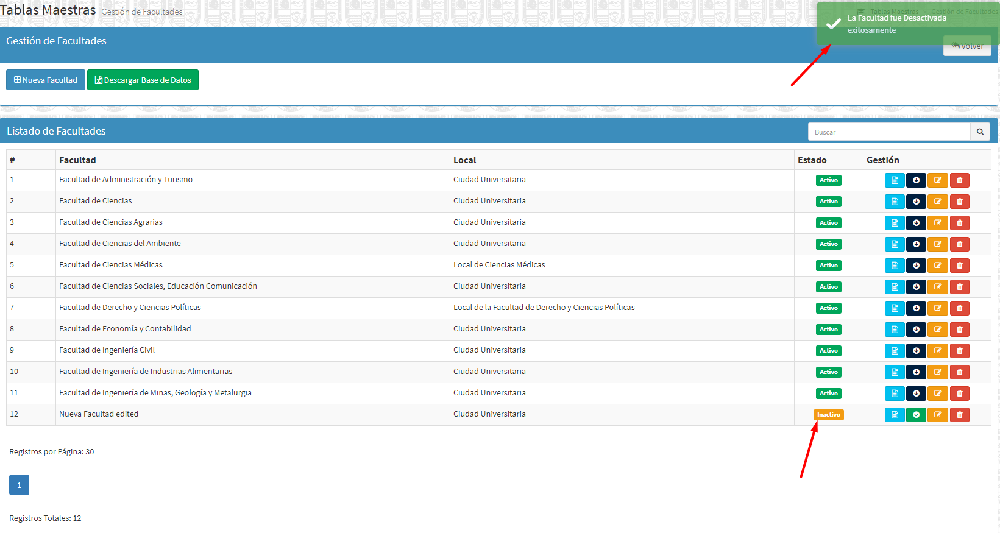 Tablas Maestras Gestión de Facultades
Tablas Maestras Gestión de Facultades
La Facultad fue Desactivada
exitosamente
Gestión de Facultades
Volver
Nueva Facultad Descargar Base de Datos
Listado de Facultades
Buscar
# Facultad Local Estado Gestión
1 Facultad de Administración y Turismo Ciudad Universitaria Activo
2 Facultad de Ciencias Ciudad Universitaria Activo
3 Facultad de Ciencias Agrarias Ciudad Universitaria Activo
4 Facultad de Ciencias del Ambiente Ciudad Universitaria Activo
5 Facultad de Ciencias Médicas Local de Ciencias Médicas Activo
6 Facultad de Ciencias Sociales, Educación Comunicación Ciudad Universitaria Activo
7 Facultad de Derecho y Ciencias Políticas Local de la Facultad de Derecho y Ciencias Políticas Activo
8 Facultad de Economía y Contabilidad Ciudad Universitaria Activo
9 Facultad de Ingeniería Civil Ciudad Universitaria Activo
10 Facultad de Ingeniería de Industrias Alimentarias Ciudad Universitaria Activo
11 Facultad de Ingeniería de Minas, Geología y Metalurgia Ciudad Universitaria Activo
12 Nueva Facultad edited Ciudad Universitaria Inactivo
Registros por Página: 30
1
Registros Totales: 12